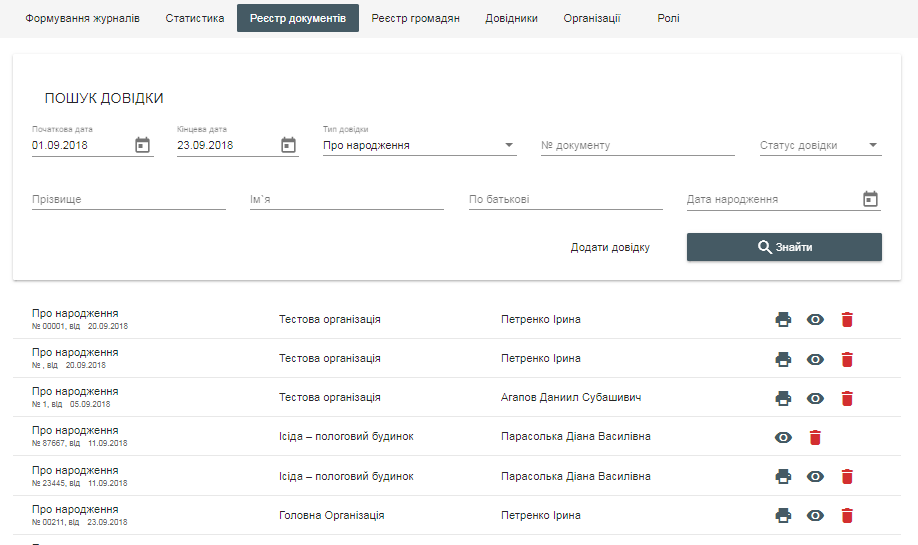 Формування журналів Статистика Реєстр документів Реєстр громадян Довідники Організації Ролі
ПОШУК ДОВІДКИ
Початкова дата Кінцева дата Тип довідки
01.09.2018 23.09.2018 Про народження № документу Статус довідки
Прізвище Ім`я По батькові Дата народження
Додати довідку Знайти
Про народження
№ 00001, від 20.09.2018 Тестова організація Петренко Ірина
Про народження
№ , від 20.09.2018 Тестова організація Петренко Ірина
Про народження
№ 1, від 05.09.2018 Тестова організація Агапов Даниил Субашивич
Про народження
№ 87667, від 11.09.2018 Ісіда – пологовий будинок Парасолька Діана Василівна
Про народження
№ 23445, від 11.09.2018 Ісіда – пологовий будинок Парасолька Діана Василівна
Про народження
№ 00211, від 23.09.2018 Головна Організація Петренко Ірина